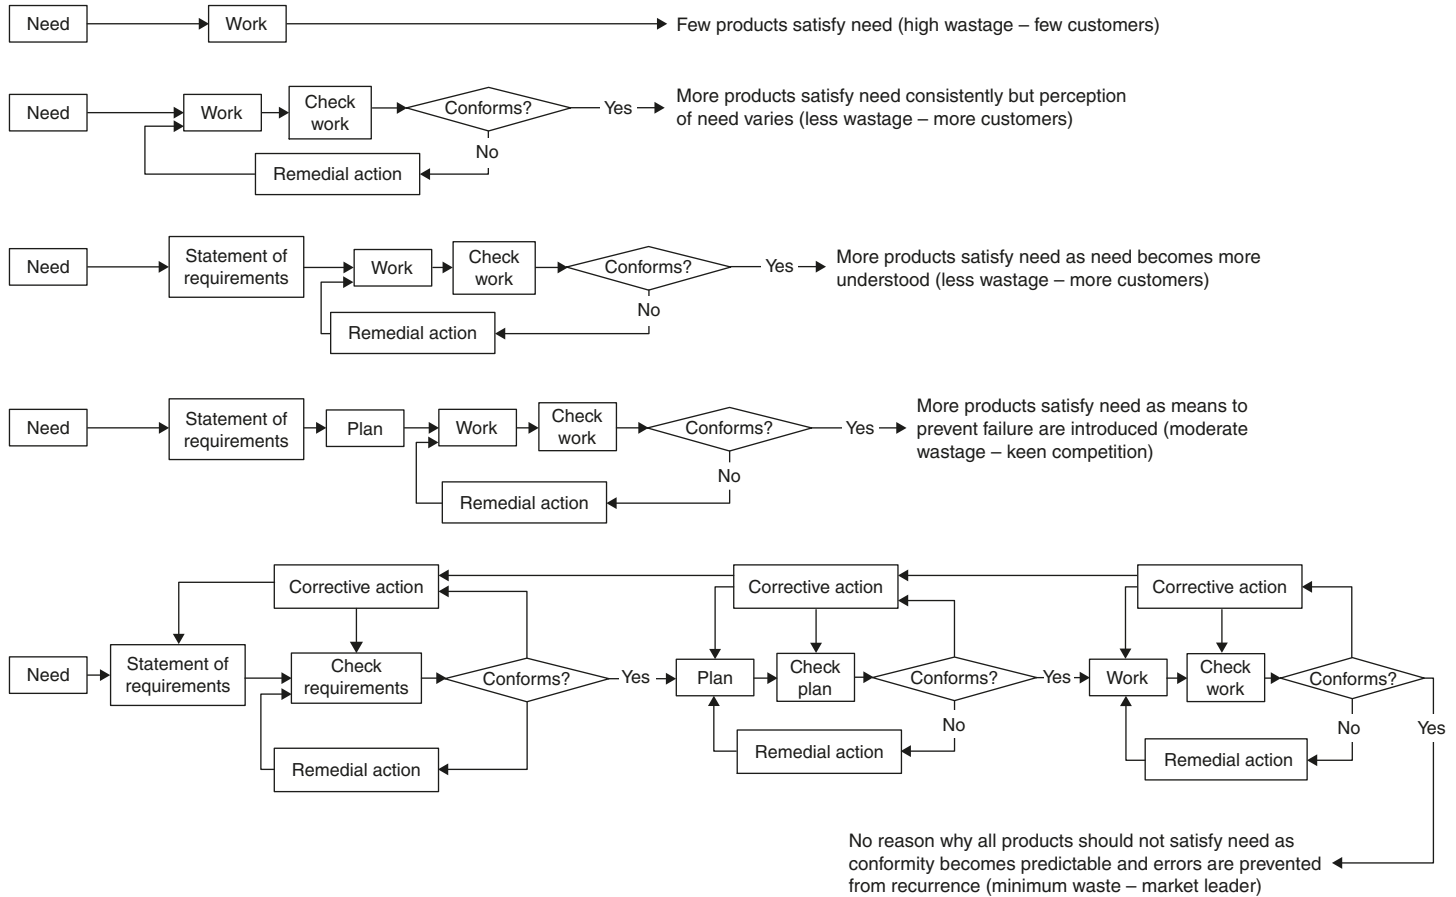 Need
Work
Few products satisfy need (high wastage – few customers)
Need
Work
Check
work
Conforms?
Yes
More products satisfy need consistently but perception
of need varies (less wastage – more customers)
No
Remedial action
Need
Statement of
requirements
Work
Check
work
Conforms?
Yes
More products satisfy need as need becomes more
understood (less wastage – more customers)
No
Remedial action
Need
Statement of
requirements
Plan
Work
Check
work
Conforms?
Yes
More products satisfy need as means to
prevent failure are introduced (moderate
wastage – keen competition)
No
Remedial action
Corrective action
Corrective action
Corrective action
Need
Statement of
requirements
Check
requirements
Conforms?
Yes
Plan
Check
plan
Conforms?
Yes
Work
Check
work
Conforms?
No
No
Yes
Remedial action
Remedial action
Remedial action
No reason why all products should not satisfy need as
conformity becomes predictable and errors are prevented
from recurrence (minimum waste – market leader)